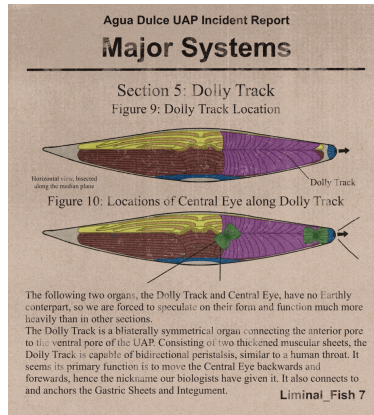 Agua Dulce UAP Incident Report
Major Systems
Section 5: Dolly Track
Figure 9: Dolly Track Location
Horizontal view, bisected
along the median plane
Dolly Track
Figure 10: Locations of Central Eye along Dolly Track
The following two organs, the Dolly Track and Central Eye, have no Earthly
conterpart, so we are forced to speculate on their form and function much more
heavily than in other sections.
The Dolly Track is a bliaterally symmetrical organ connecting the anterior pore
to the ventral pore of the UAP. Consisting of two thickened muscular sheets, the
Dolly Track is capable of bidirectional peristalsis, similar to a human throat. It
seems its primary function is to move the Central Eye backwards and
forewards, hence the nickname our biologists have given it. It also connects to
and anchors the Gastric Sheets and Integument.
Liminal_Fish 7